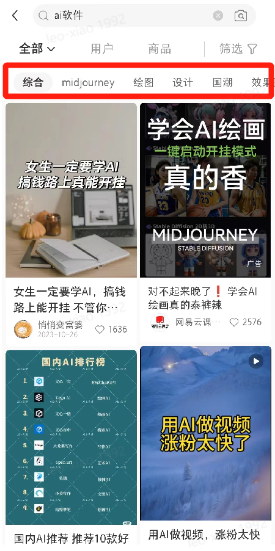 ai软件
全部
用户
商品
筛选
综合
midjourney
绘图
设计
国潮
效果
女生一定要学AI
搞钱路上真能开挂
学会AI绘画
一键启动开挂模式
真的香
MIDJOURNEY
STABLE DIFFUSION
广告
女生一定要学AI，搞钱
路上能开挂 不管你…
悄悄变富婆
2023-10-26
1636
对不起来晚了❗学会AI
绘画真的泰裤辣
网易云课…
2576
国内AI排行榜
用AI做视频
涨粉太快了
国内AI推荐 推荐10款好
用AI做视频，涨粉太快